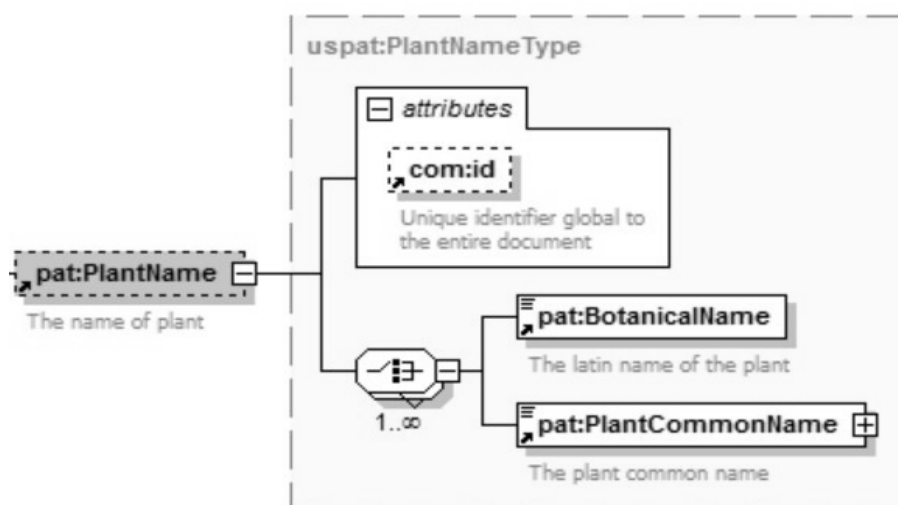 uspat:PlantNameType
attributes
com:id
Unique identifier global to
the entire document
pat:PlantName
The name of plant
pat:BotanicalName
The latin name of the plant
1..∞
pat:PlantCommonName
The plant common name